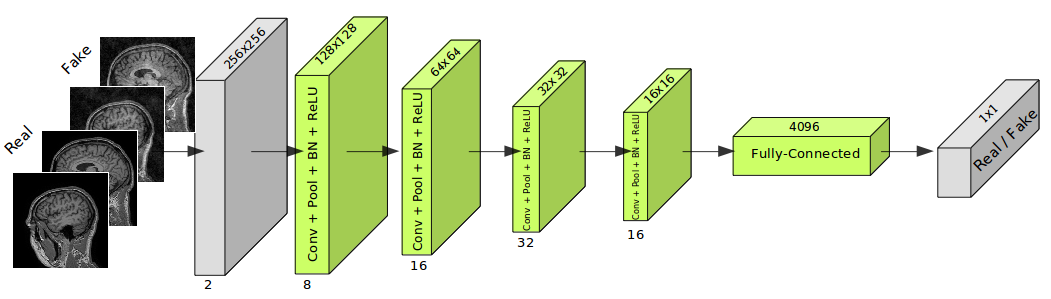 Fake
Real
256x256
2
128x128
Conv + Pool + BN + ReLU
8
64x64
Conv + Pool + BN + ReLU
16
32x32
Conv + Pool + BN + ReLU
32
16x16
Conv + Pool + BN + ReLU
16
4096
Fully-Connected
1x1
Real / Fake